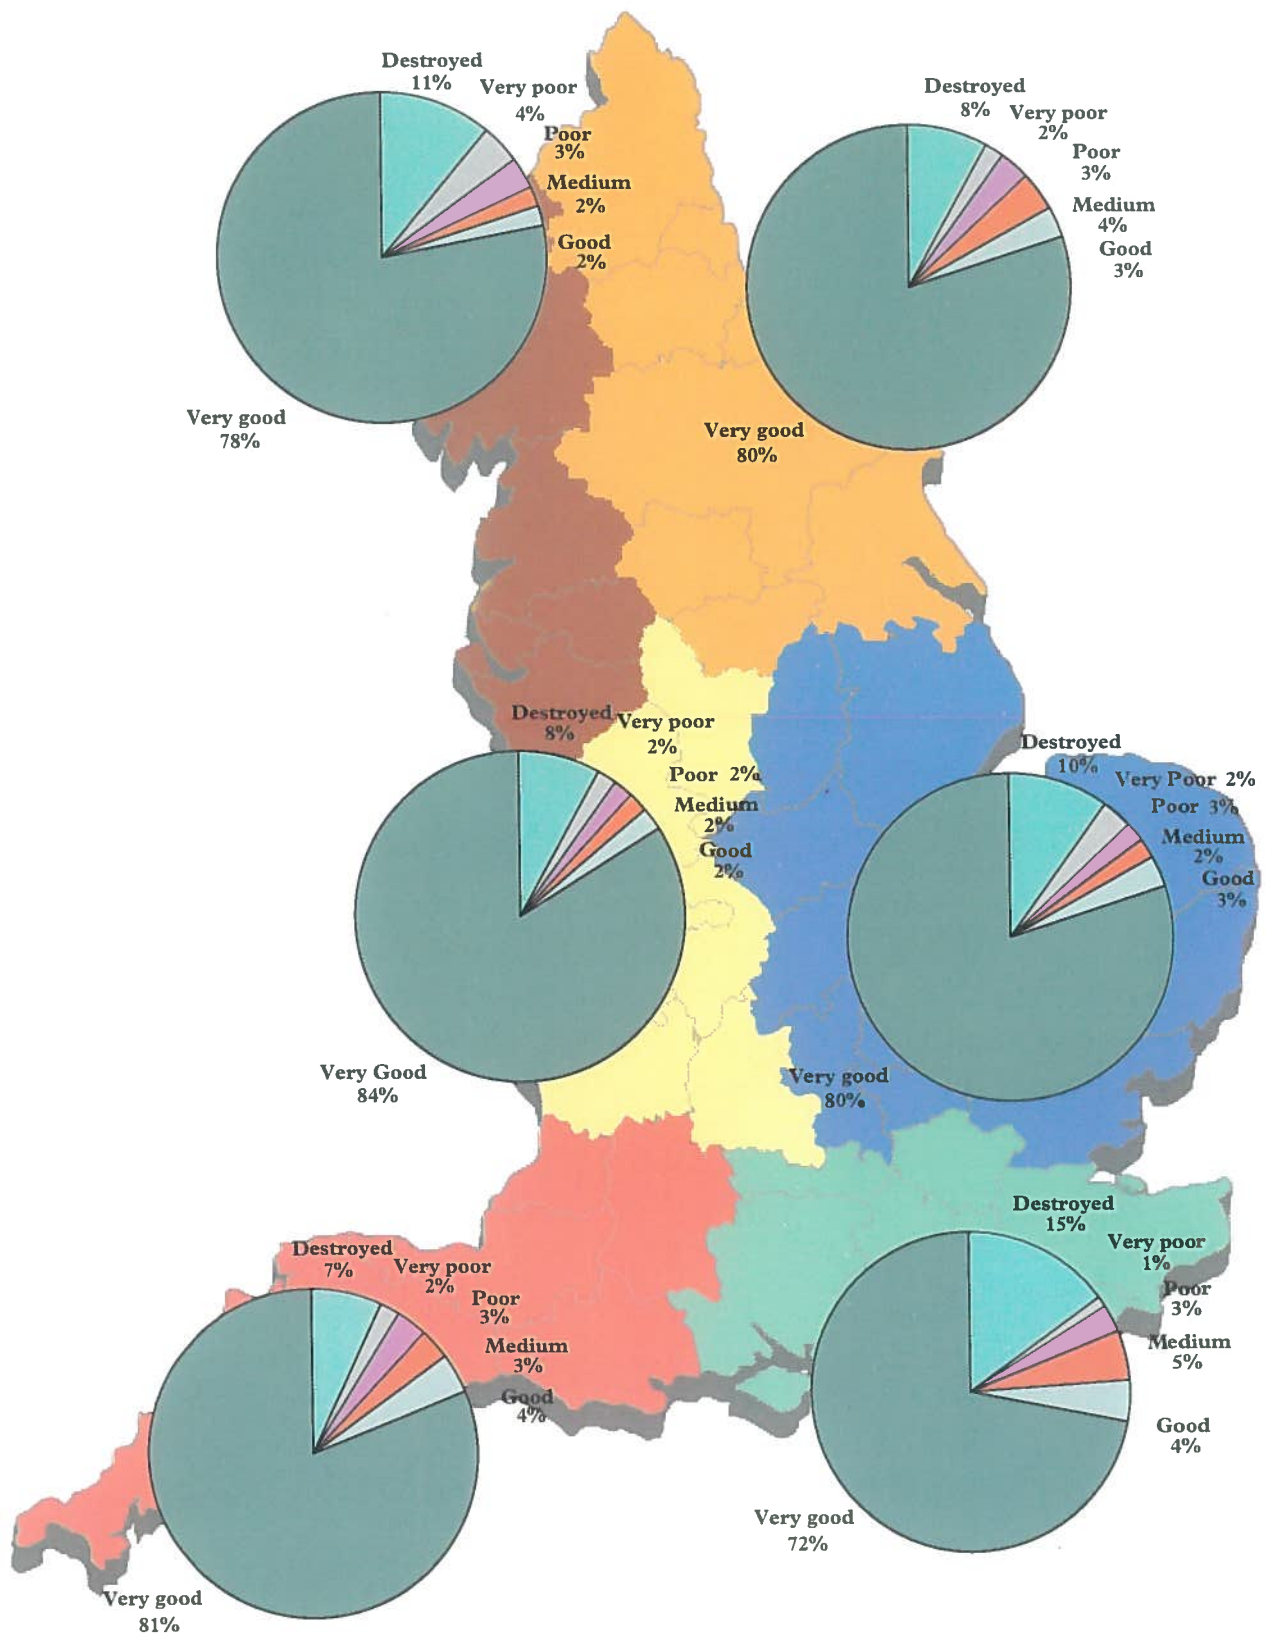 Destroyed
11%
Very poor
4%
Poor
3%
Medium
2%
Good
2%
Very good
78%
Destroyed
8%
Very poor
2%
Poor
3%
Medium
4%
Good
3%
Very good
80%
Destroyed
8%
Very poor
2%
Poor 2%
Medium
2%
Good
2%
Very Good
84%
Destroyed
10%
Very Poor 2%
Poor 3%
Medium
2%
Good
3%
Very good
80%
Destroyed
7%
Very poor
2%
Poor
3%
Medium
3%
Good
4%
Very good
81%
Destroyed
15%
Very poor
1%
Poor
3%
Medium
5%
Good
4%
Very good
72%